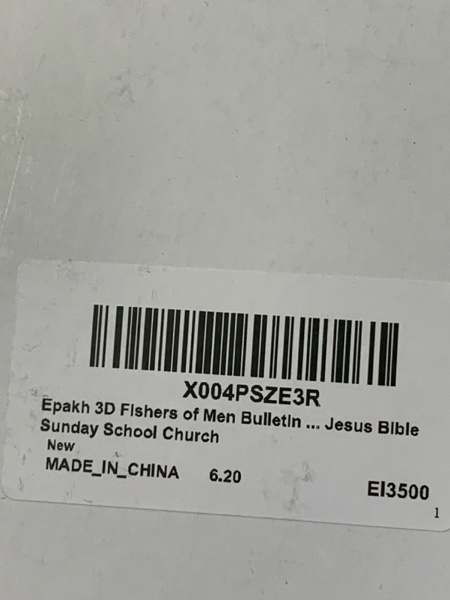 X004PSZE3R
Epakh 3D Fishers of Men Bulletin ... Jesus Bible
Sunday School Church
New
MADE_IN_CHINA 6.20 EI3500
1